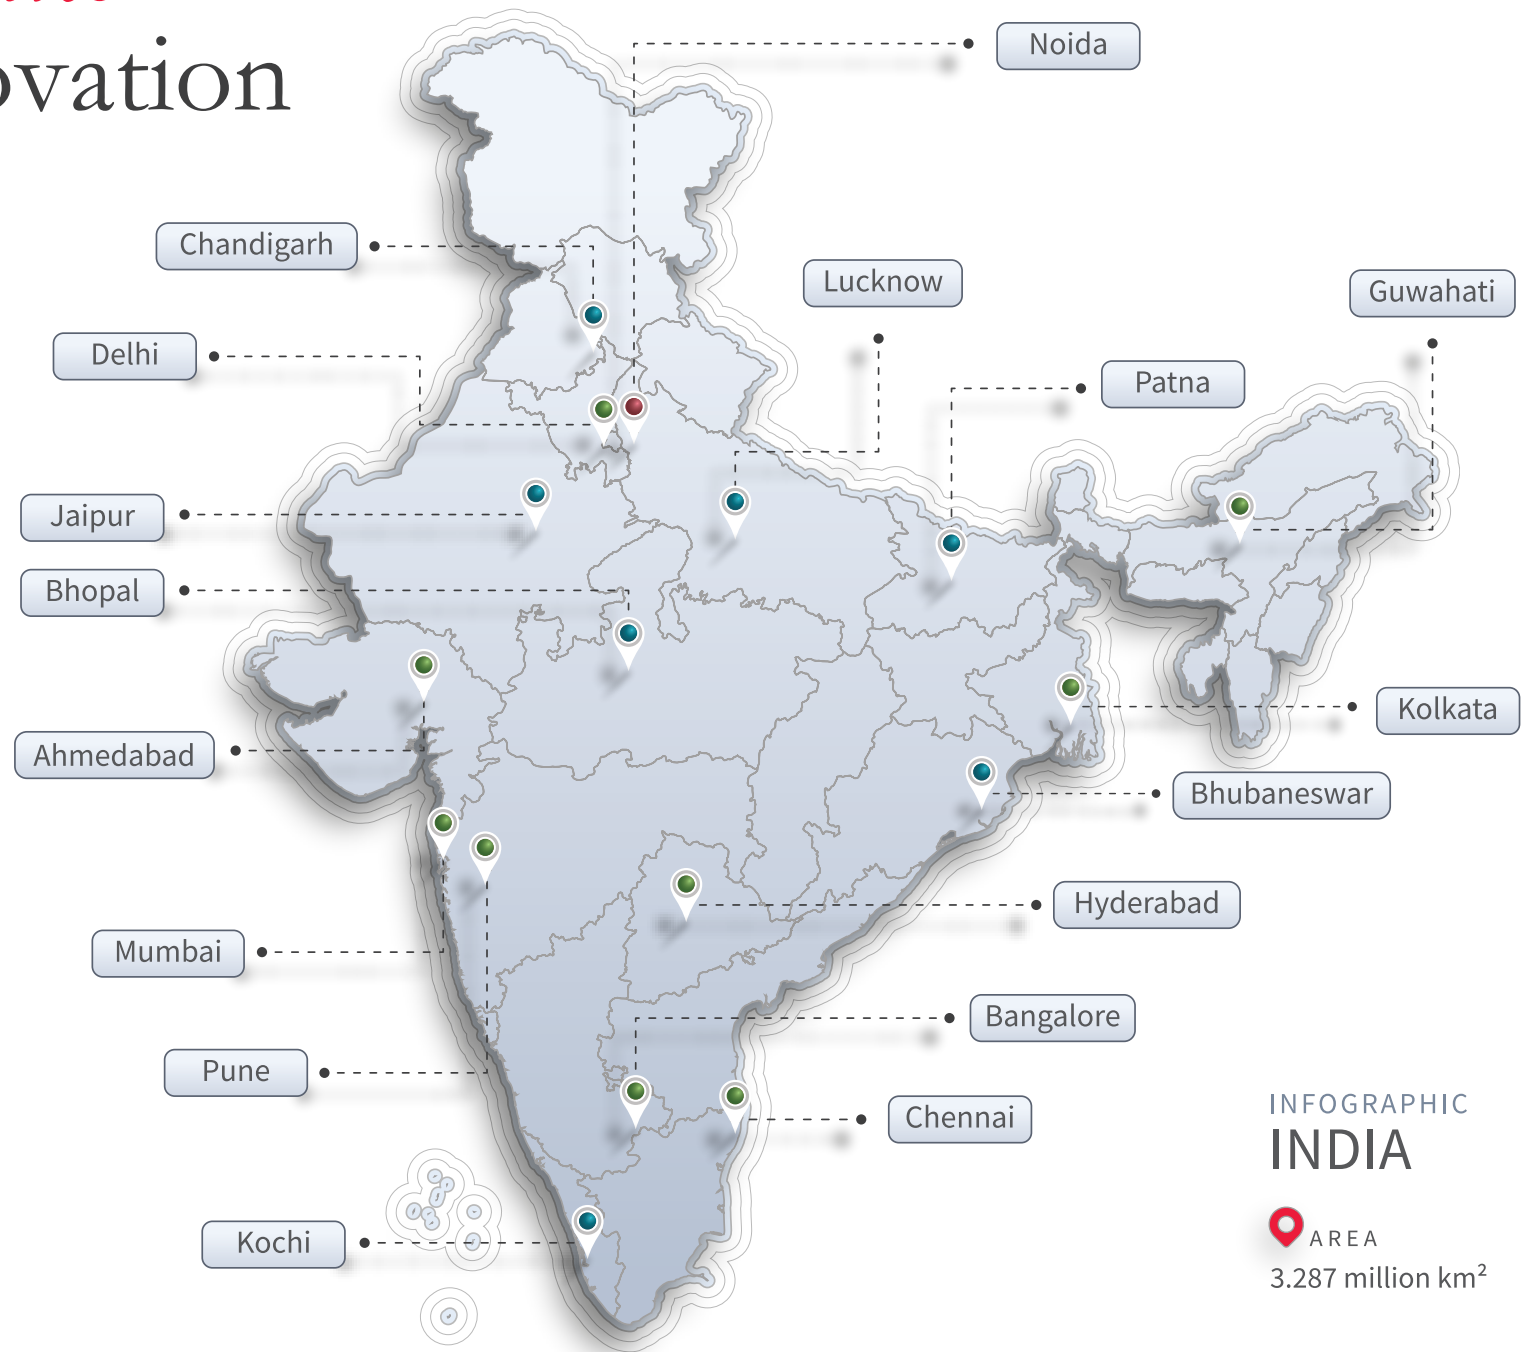 ovation
Noida
Chandigarh
Lucknow
Guwahati
Delhi
Patna
Jaipur
Bhopal
Kolkata
Ahmedabad
Bhubaneswar
Hyderabad
Mumbai
Bangalore
Pune
Chennai
Kochi
INFOGRAPHIC
INDIA
AREA
3.287 million km²